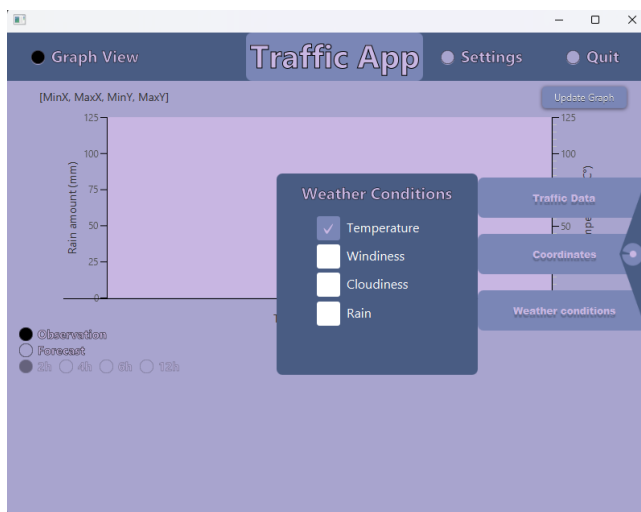 Graph View
Traffic App
Settings
Quit
[MinX, MaxX, MinY, MaxY]
Update Graph
125
100
75
50
25
0
Rain amount (mm)
125
100
50
Weather Conditions
Temperature
Windiness
Cloudiness
Rain
Traffic Data
Coordinates
Weather conditions
Observation
Forecast
2h 4h 6h 12h